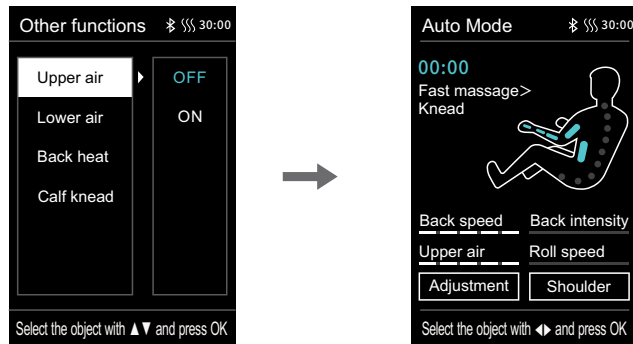 Other functions 30:00
Upper air OFF
Lower air ON
Back heat
Calf knead
Select the object with ▲▼ and press OK
Auto Mode 30:00
00:00
Fast massage>
Knead
Back speed Back intensity
Upper air Roll speed
Adjustment Shoulder
Select the object with ◀▶ and press OK